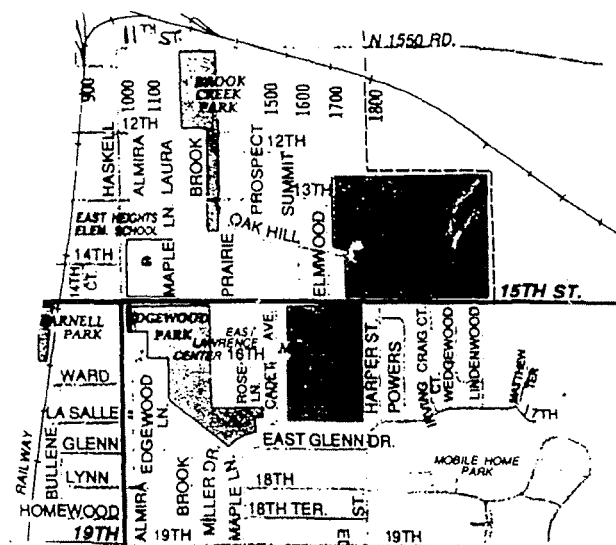 11TH ST.
N 1550 RD.
BROOK
CREEK
PARK
900
1000
1100
1500
1600
1700
1800
12TH
12TH
HASKELL
ALMIRA
LAURA
BROOK
PROSPECT
SUMMIT
13TH
EAST HEIGHTS
ELEM. SCHOOL
MAPLE LN.
OAK HILL
14TH
14TH
CT.
PRAIRIE
ELMWOOD
15TH ST.
PARNELL
PARK
EDGEWOOD
PARK
EAST
LAWRENCE
CENTER
16TH
ROSE
LN.
CADET AVE
HARPER ST.
POWERS
IRVING
CRAIG CT.
CT.
WEDGEWOOD
LINDENWOOD
MATTHEW
TER
7TH
WARD
LA SALLE
GLENN
LYNN
HOMEWOOD
19TH
RAILWAY
BULLENE
ALMIRA
EDGEWOOD
LN.
BROOK
MILLER DR.
MAPLE LN.
EAST GLENN DR.
18TH
18TH TER.
ST.
MOBILE HOME
PARK
19TH
ED
19TH